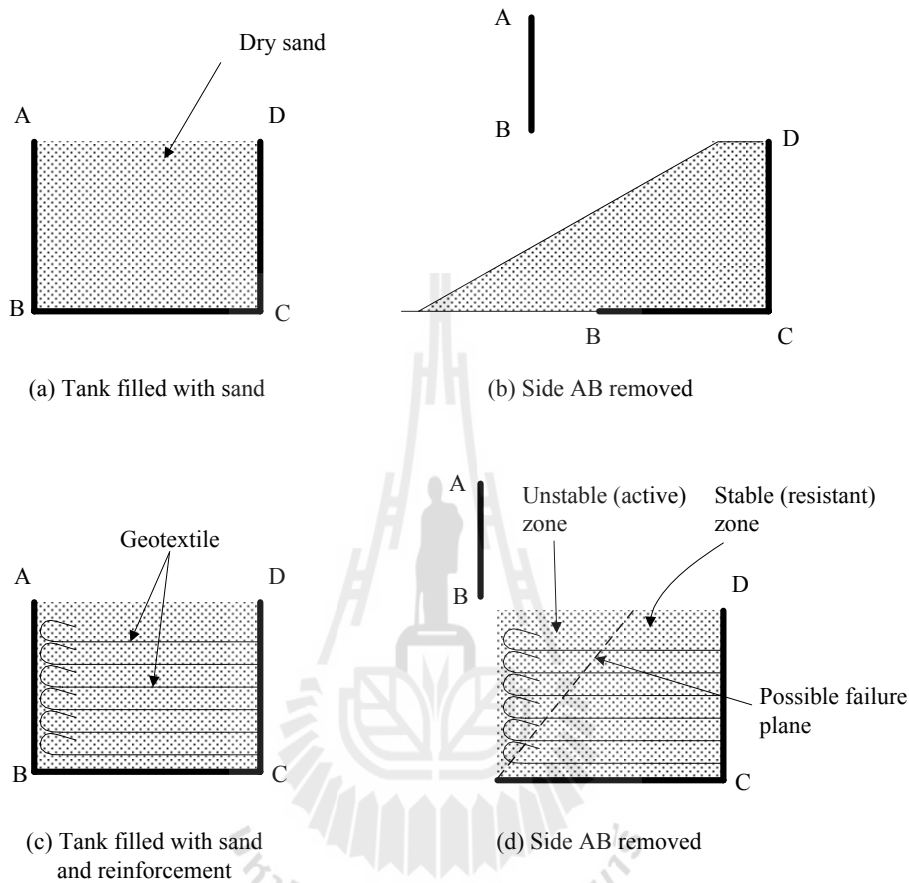 Dry sand
A
D
B
C
(a) Tank filled with sand
A
B
D
B
C
(b) Side AB removed
Geotextile
A
D
B
C
(c) Tank filled with sand
and reinforcement
A
B
Unstable (active)
zone
Stable (resistant)
zone
D
Possible failure
plane
C
(d) Side AB removed